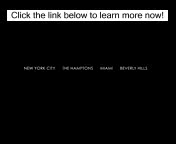 Click the link below to learn more now!
NEW YORK CITY THE HAMPTONS MIAMI BEVERLY HILLS